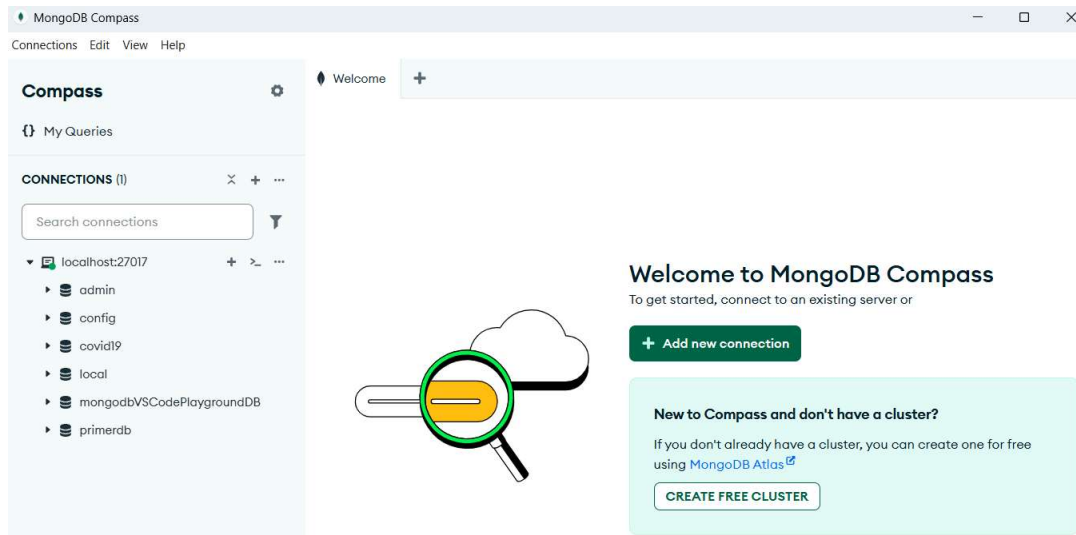 MongoDB Compass
Connections Edit View Help
Compass
{} My Queries
CONNECTIONS (1)
Search connections
localhost:27017
admin
config
covid19
local
mongodbVSCodePlaygroundDB
primerdb
Welcome
Welcome to MongoDB Compass
To get started, connect to an existing server or
+ Add new connection
New to Compass and don't have a cluster?
If you don't already have a cluster, you can create one for free
using MongoDB Atlas
CREATE FREE CLUSTER